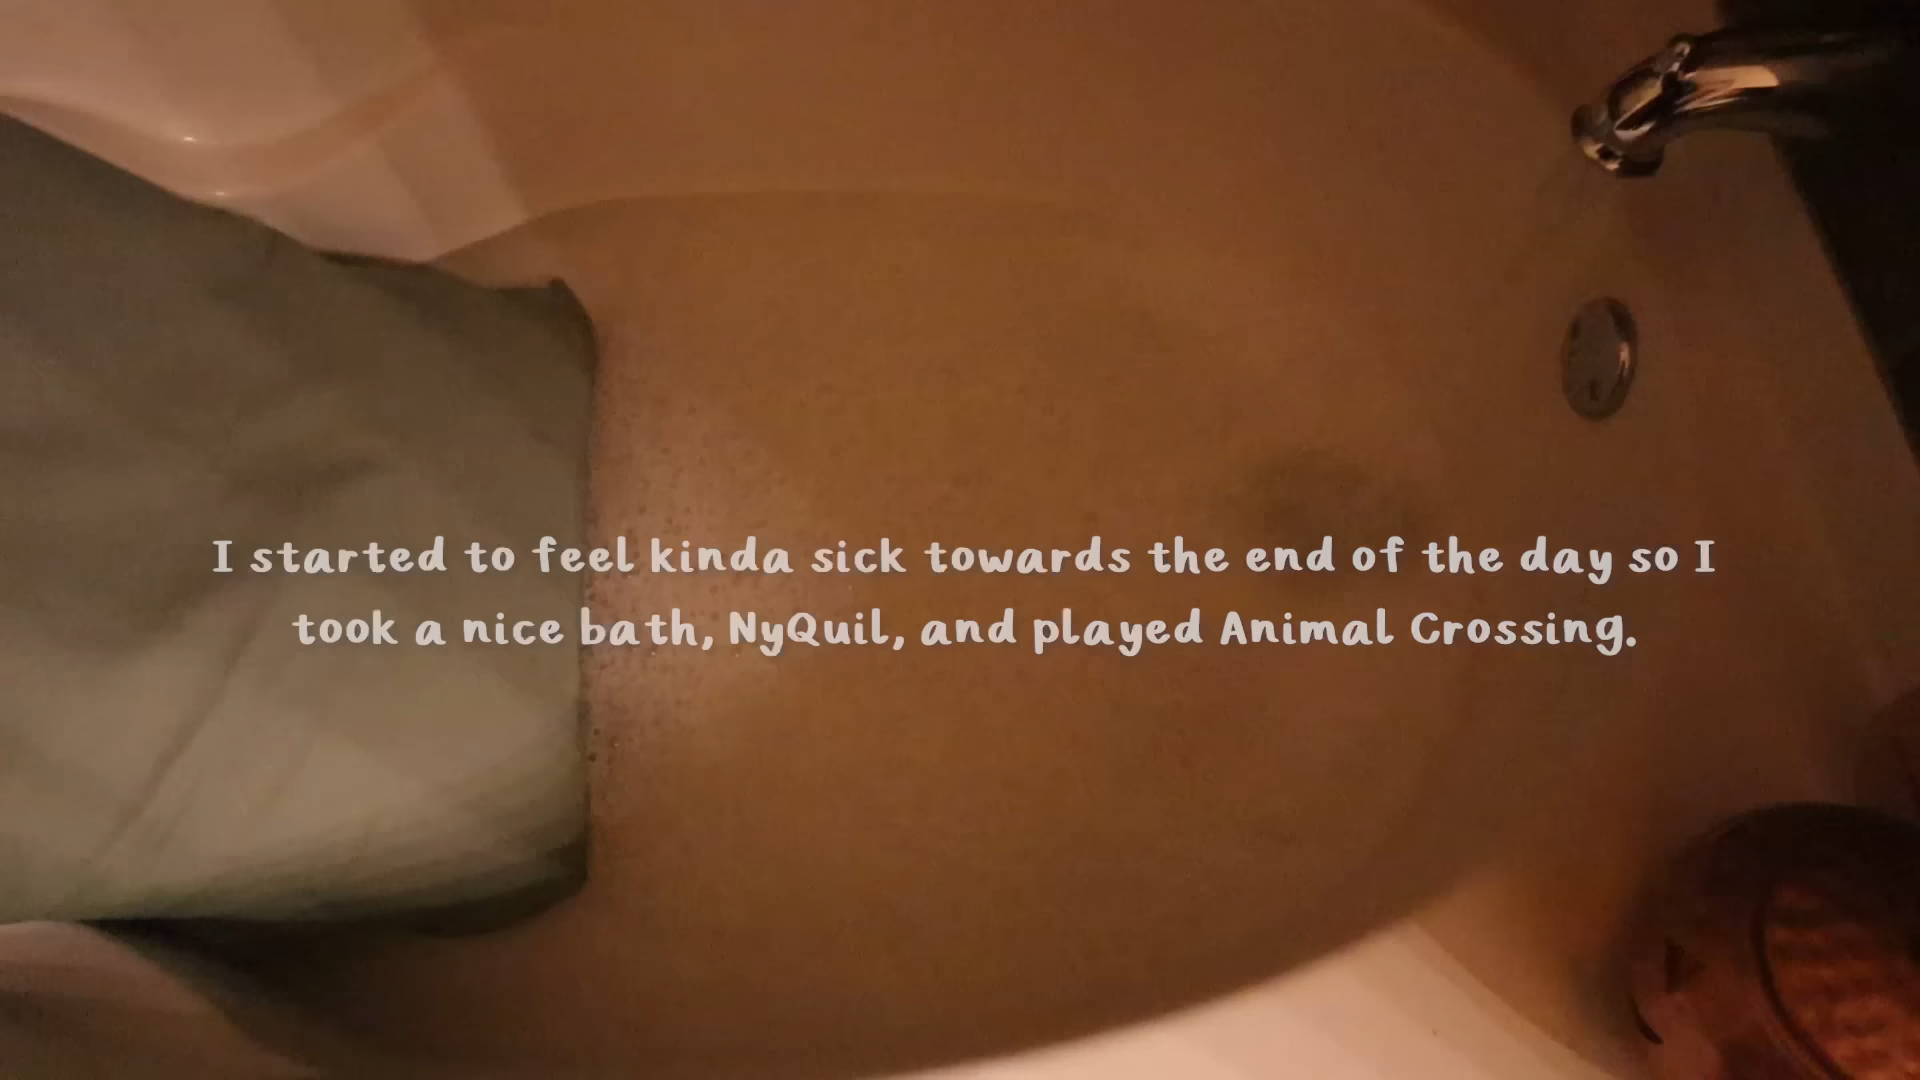 I started to feel kinda sick towards the end of the day so I
took a nice bath, NyQuil, and played Animal Crossing.